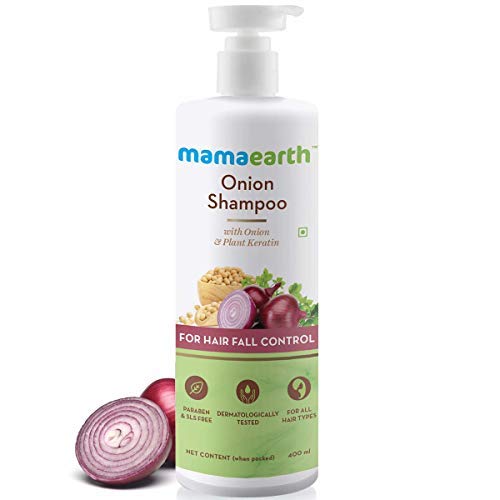 mamaearth™
Onion
Shampoo
with Onion
& Plant Keratin
FOR HAIR FALL CONTROL
PARABEN
& SLS FREE
DERMATOLOGICALLY
TESTED
FOR ALL
HAIR TYPES
NET CONTENT (when packed) 400 ml